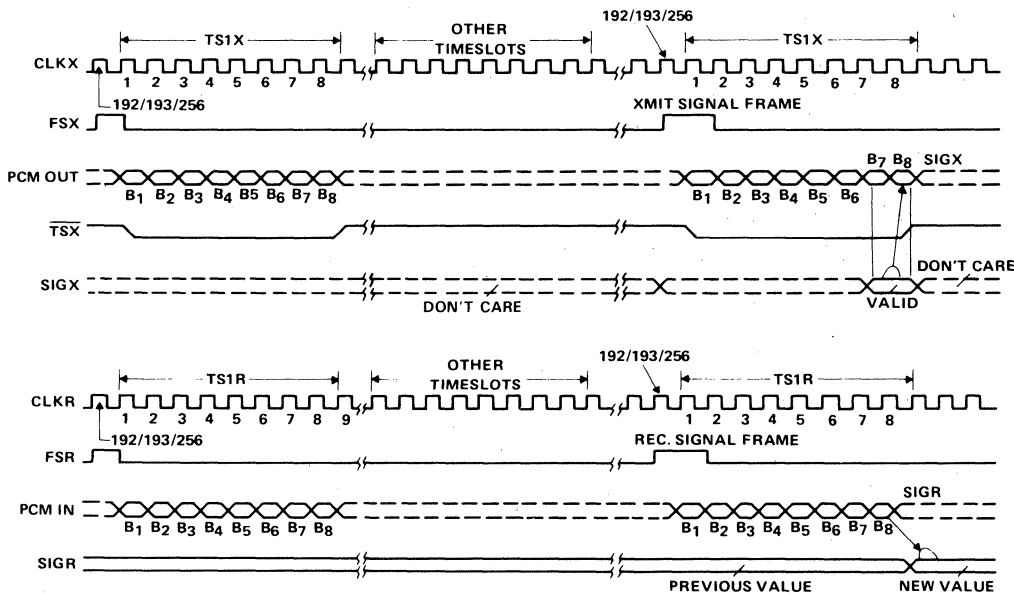 192/193/256
TS1X OTHER TIMESLOTS TS1X
CLKX
1 2 3 4 5 6 7 8 1 2 3 4 5 6 7 8
192/193/256 XMIT SIGNAL FRAME
FSX
B7 B8 SIGX
PCM OUT
B1 B2 B3 B4 B5 B6 B7 B8 B1 B2 B3 B4 B5 B6
TSX
SIGX DON'T CARE
DON'T CARE VALID
192/193/256
TS1R OTHER TIMESLOTS TS1R
CLKR
1 2 3 4 5 6 7 8 9 1 2 3 4 5 6 7 8
192/193/256 REC. SIGNAL FRAME
FSR
SIGR
PCM IN
B1 B2 B3 B4 B5 B6 B7 B8 B1 B2 B3 B4 B5 B6 B7 B8
SIGR
PREVIOUS VALUE NEW VALUE